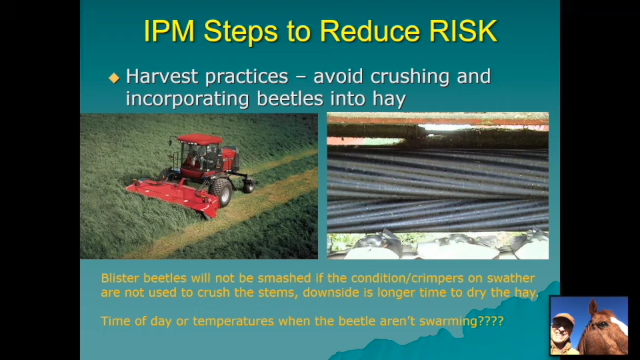 IPM Steps to Reduce RISK
Harvest practices – avoid crushing and
incorporating beetles into hay
Blister beetles will not be smashed if the condition/crimpers on swather
are not used to crush the stems, downside is longer time to dry the hay.
Time of day or temperatures when the beetle aren't swarming????